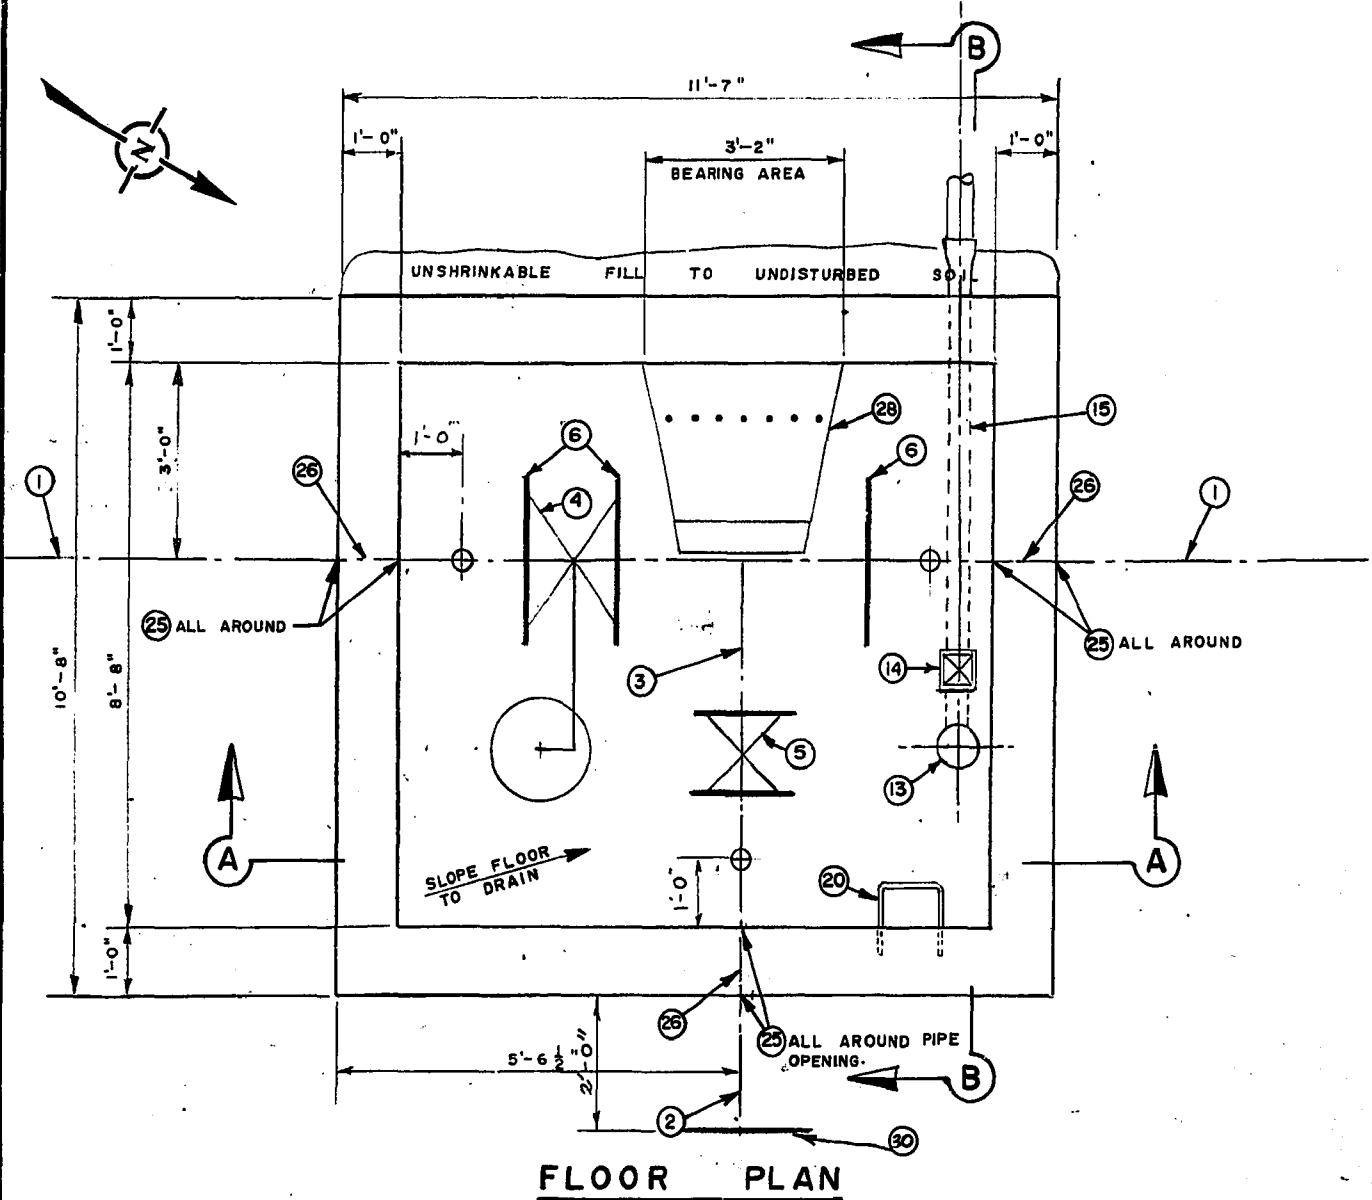 B
11'-7"
N
1'-0"
3'-2"
1'-0"
BEARING AREA
UNSHRINKABLE FILL TO UNDISTURBED SOIL
1'-0"
28
15
3'-0"
1'-0"
6
6
1
26
4
26
1
25 ALL AROUND
25 ALL AROUND
3
14
10'-8"
8'-8"
5
13
A
A
SLOPE FLOOR
TO DRAIN
1'-0"
20
1'-0"
26
25 ALL AROUND PIPE
OPENING.
5'-6 1/2"
2'-0"
B
2
30
FLOOR PLAN